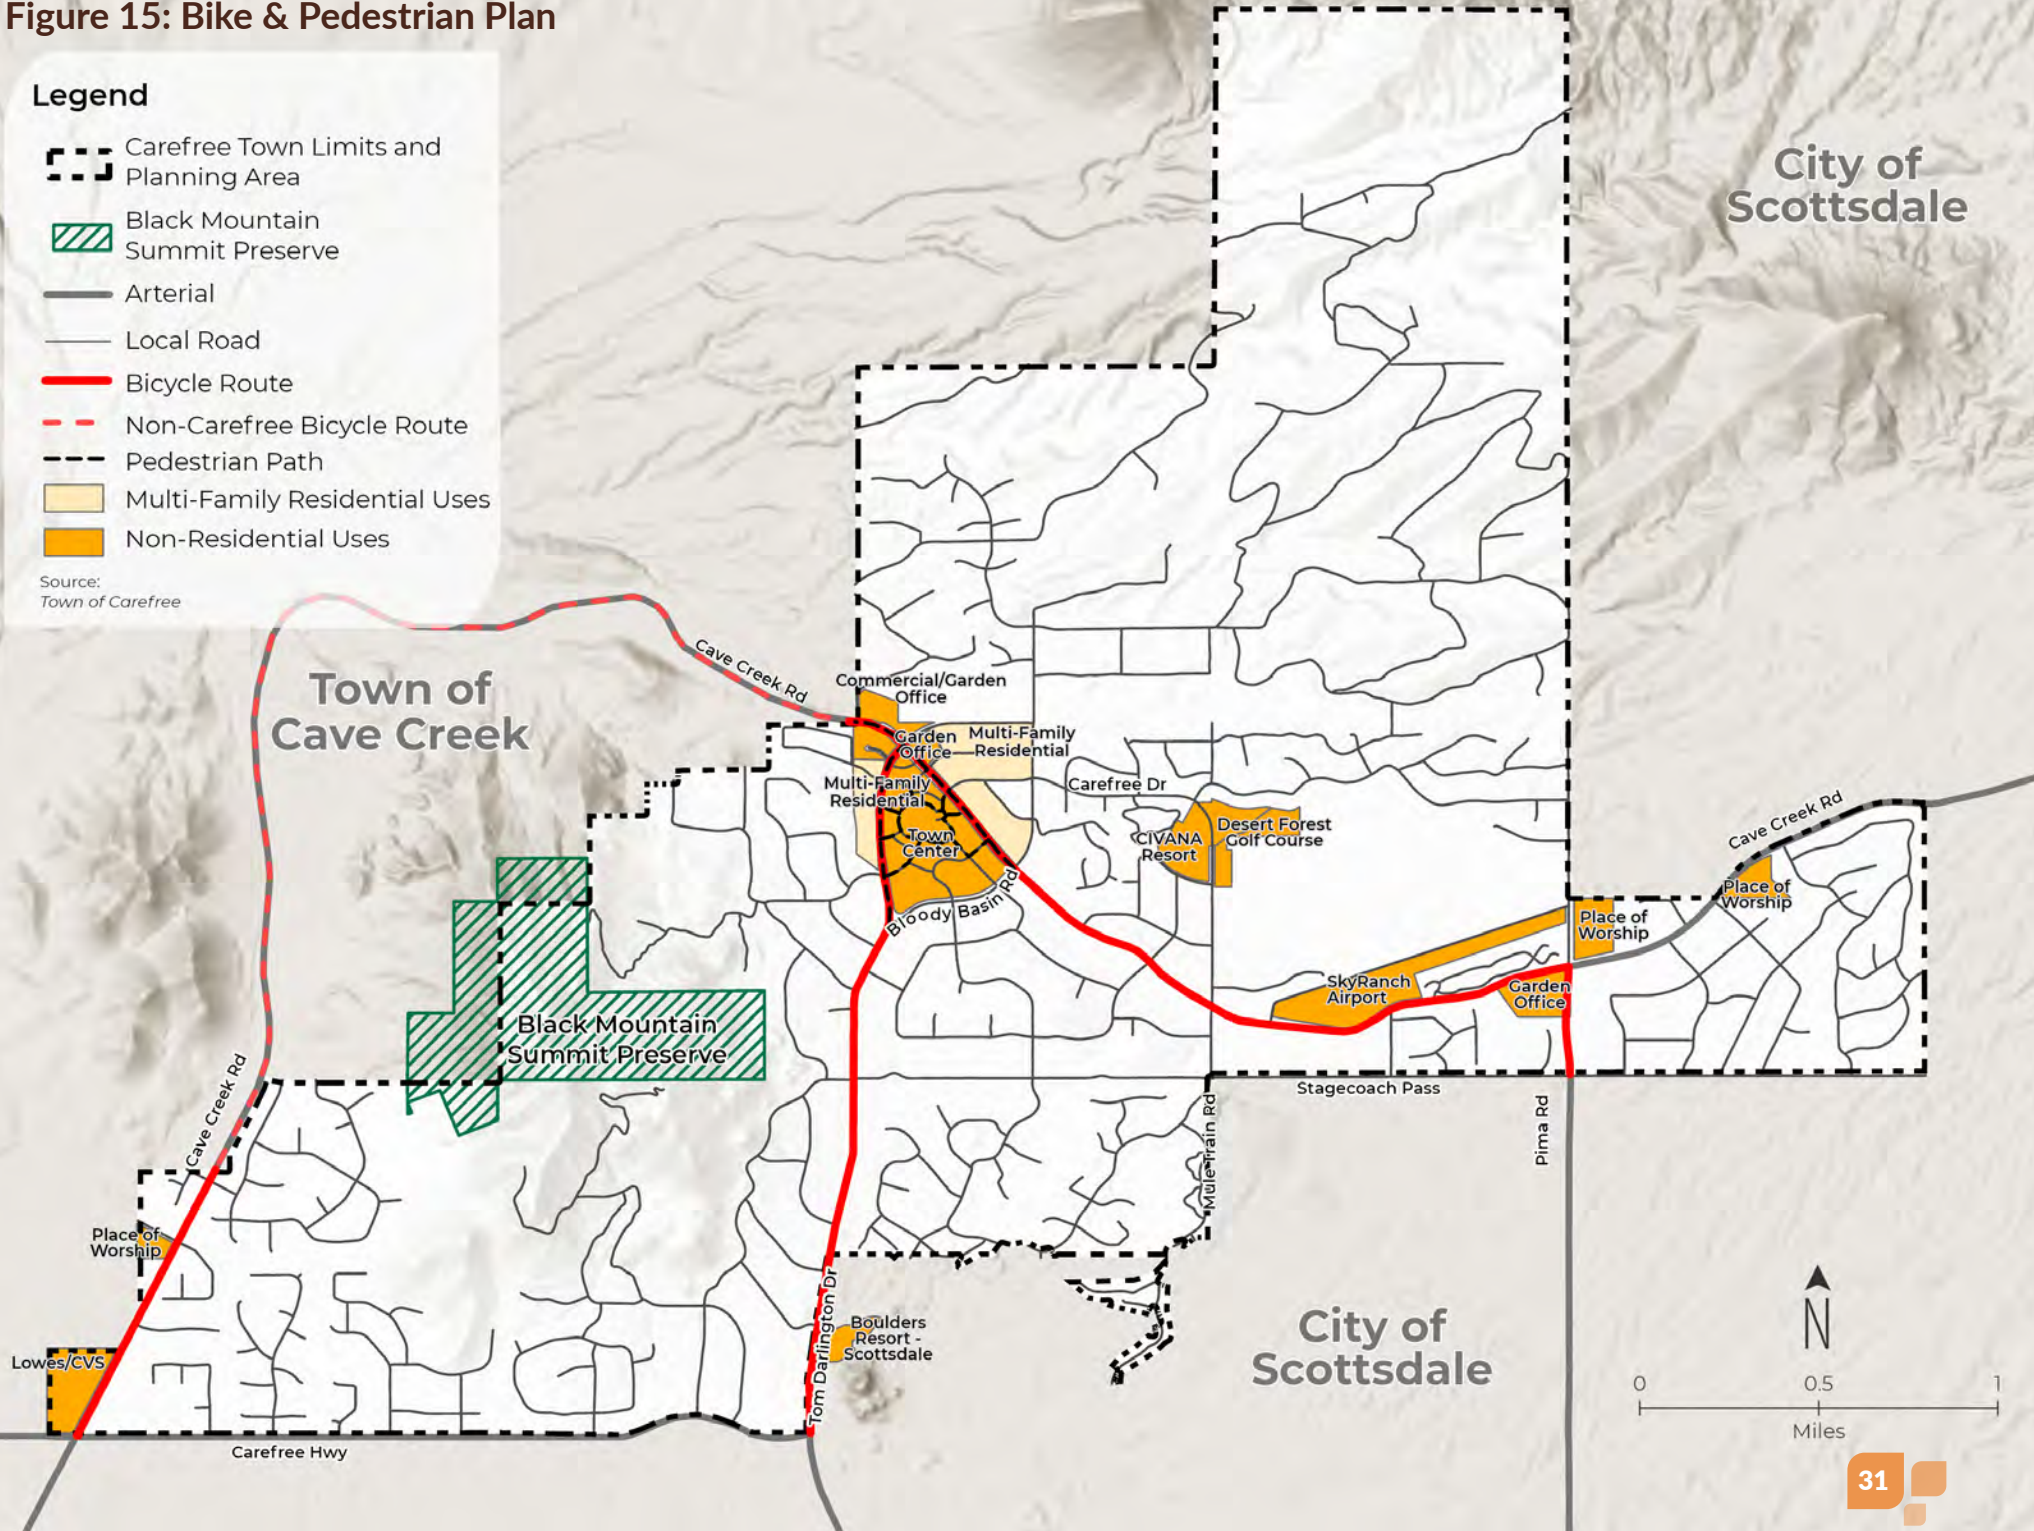 Figure 15: Bike & Pedestrian Plan
Legend
Carefree Town Limits and
Planning Area
Black Mountain
Summit Preserve
Arterial
Local Road
Bicycle Route
Non-Carefree Bicycle Route
Pedestrian Path
Multi-Family Residential Uses
Non-Residential Uses
Source:
Town of Carefree
City of
Scottsdale
Town of
Cave Creek
Cave Creek Rd
Commercial/Garden
Office
Garden
Office
Multi-Family
Residential
Multi-Family
Residential
Town
Center
Carefree Dr
CIVANA
Resort
Desert Forest
Golf Course
Bloody Basin Rd
Cave Creek Rd
Place of
Worship
Place of
Worship
SkyRanch
Airport
Garden
Office
Black Mountain
Summit Preserve
Cave Creek Rd
Stagecoach Pass
Mule Train Rd
Pima Rd
Place of
Worship
Tom Darlington Dr
Boulders
Resort -
Scottsdale
Lowes/CVS
Carefree Hwy
City of
Scottsdale
N
0 0.5 1
Miles
31